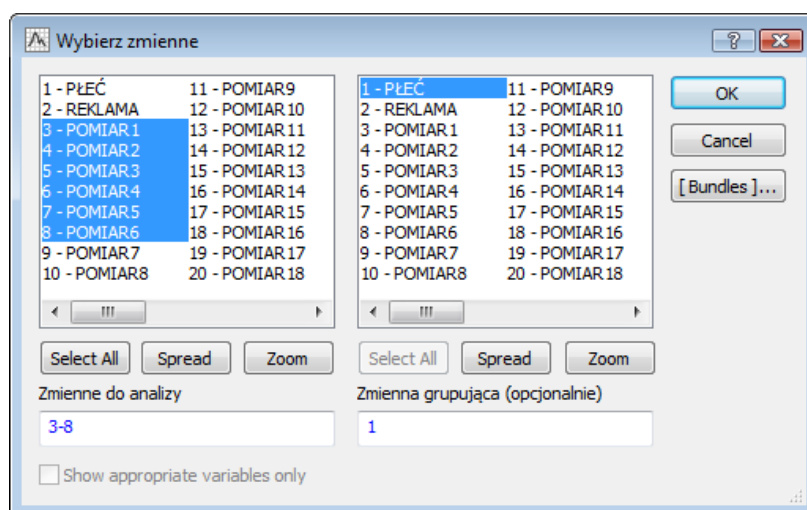 Wybierz zmienne
1 - PŁEĆ 11 - POMIAR9
2 - REKLAMA 12 - POMIAR10
3 - POMIAR1 13 - POMIAR11
4 - POMIAR2 14 - POMIAR12
5 - POMIAR3 15 - POMIAR13
6 - POMIAR4 16 - POMIAR14
7 - POMIAR5 17 - POMIAR15
8 - POMIAR6 18 - POMIAR16
9 - POMIAR7 19 - POMIAR17
10 - POMIAR8 20 - POMIAR18
Select All Spread Zoom
Zmienne do analizy
3-8
1 - PŁEĆ 11 - POMIAR9
2 - REKLAMA 12 - POMIAR10
3 - POMIAR1 13 - POMIAR11
4 - POMIAR2 14 - POMIAR12
5 - POMIAR3 15 - POMIAR13
6 - POMIAR4 16 - POMIAR14
7 - POMIAR5 17 - POMIAR15
8 - POMIAR6 18 - POMIAR16
9 - POMIAR7 19 - POMIAR17
10 - POMIAR8 20 - POMIAR18
Select All Spread Zoom
Zmienna grupująca (opcjonalnie)
1
OK
Cancel
[ Bundles ]...
Show appropriate variables only